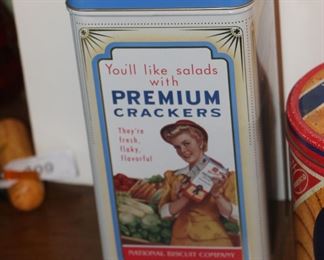 You'll like salads
with
PREMIUM
CRACKERS
They're
fresh,
flaky,
flavorful
NATIONAL BISCUIT COMPANY